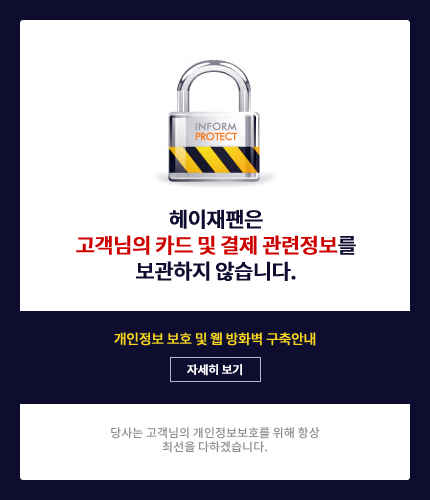 INFORM
PROTECT
헤이재팬은
고객님의 카드 및 결제 관련정보를
보관하지 않습니다.
개인정보 보호 및 웹 방화벽 구축안내
자세히 보기
당사는 고객님의 개인정보보호를 위해 항상
최선을 다하겠습니다.